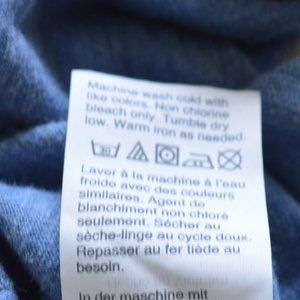 Machine wash cold with
like colors. Non chlorine
bleach only. Tumble dry
low. Warm iron as needed.
30
Laver à la machine à l'eau
froide avec des couleurs
similaires. Agent de
blanchiment non chloré
seulement. Sécher au
sèche-linge au cycle doux.
Repasser au fer tiède au
besoin.
In der maschine mit